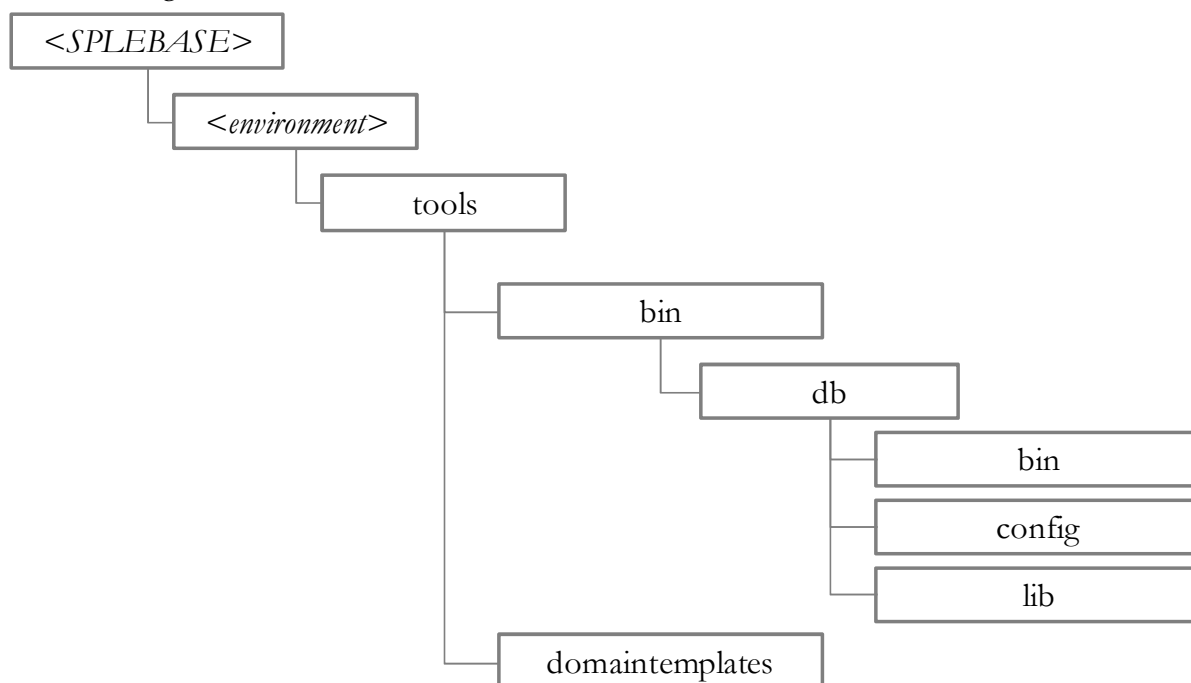 <SPLEBASE>
<environment>
tools
bin
db
bin
config
lib
domaintemplates